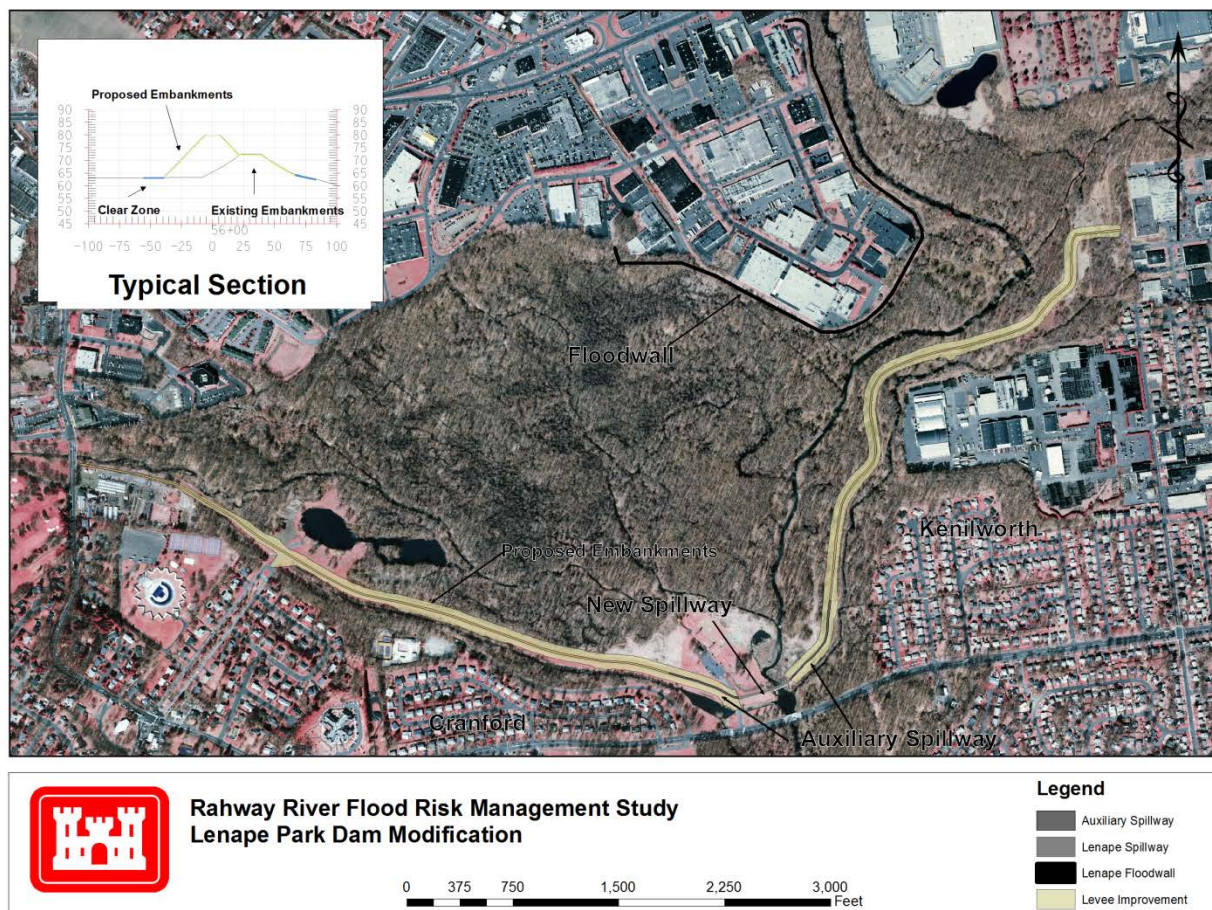 Proposed Embankments
90
85
80
75
70
65
60
55
50
45
90
85
80
75
70
65
60
55
50
45
Clear Zone
Existing Embankments
56+00
-100 -75 -50 -25 0 25 50 75 100
Typical Section
Floodwall
Kenilworth
Proposed Embankments
New Spillway
Cranford
Auxiliary Spillway
Rahway River Flood Risk Management Study
Lenape Park Dam Modification
0 375 750 1,500 2,250 3,000
Feet
Legend
Auxiliary Spillway
Lenape Spillway
Lenape Floodwall
Levee Improvement